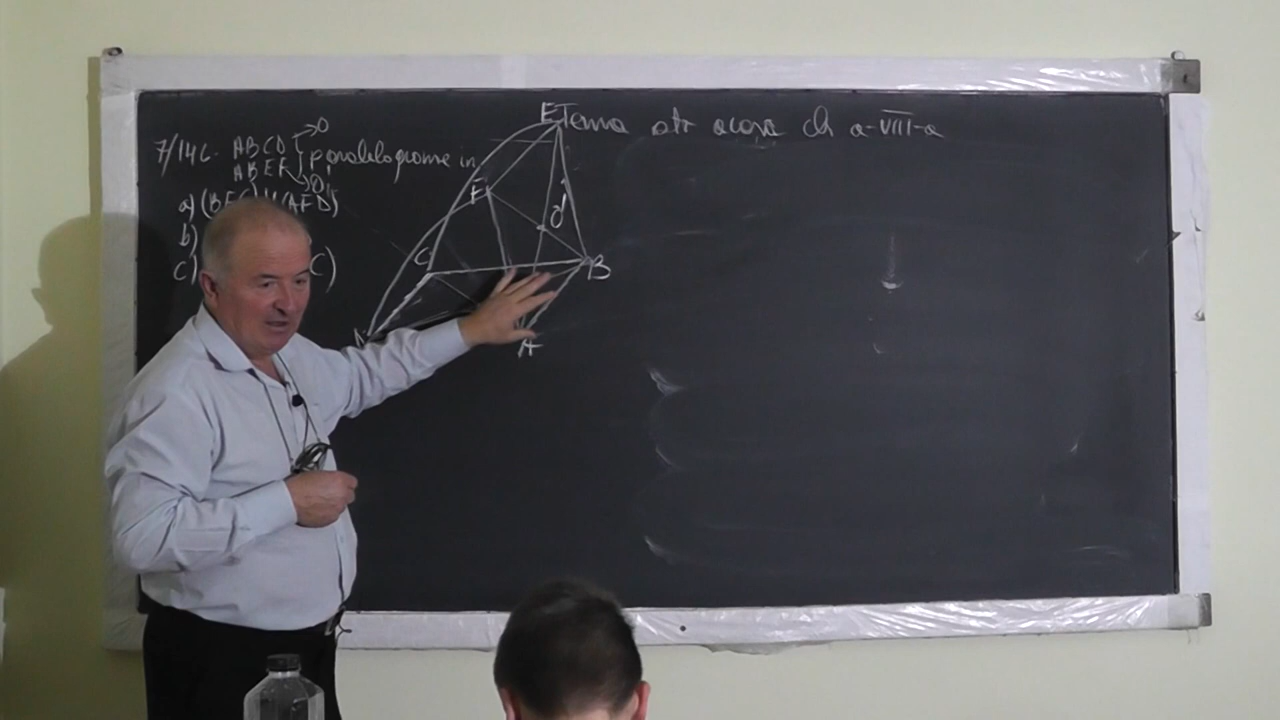 Tema ptr acasa cls a-VIII-a
7/146. ABCD → O
ABEF → O' paralelograme in
a) (BEC) || (AFD)
b)
c) C)
E
F
O'
C
B
D
A